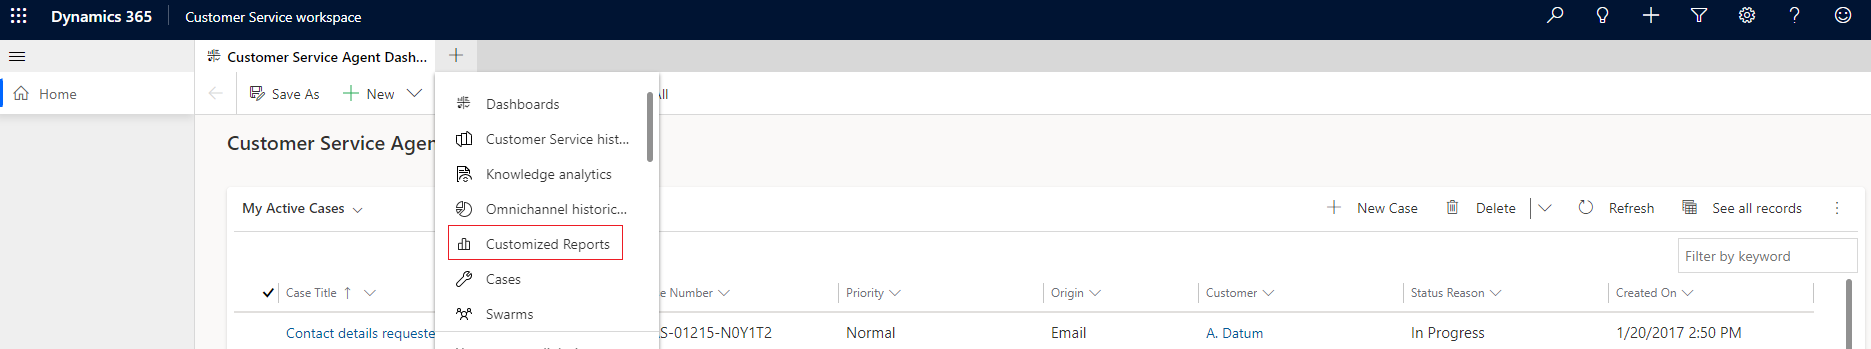 Dynamics 365 Customer Service workspace
Customer Service Agent Dash...
Home
Save As New
Dashboards
Customer Service hist...
Knowledge analytics
Omnichannel historic...
Customized Reports
Cases
Swarms
Customer Service Agen
My Active Cases
New Case Delete Refresh See all records
Filter by keyword
Case Title e Number Priority Origin Customer Status Reason Created On
Contact details requeste S-01215-N0Y1T2 Normal Email A. Datum In Progress 1/20/2017 2:50 PM